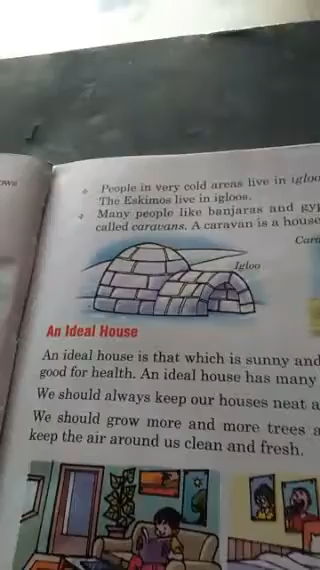 People in very cold areas live in igloo
The Eskimos live in igloos.
Many people like banjaras and gyp
called caravans. A caravan is a house
Cara
Igloo
An Ideal House
An ideal house is that which is sunny and
good for health. An ideal house has many
We should always keep our houses neat a
We should grow more and more trees a
keep the air around us clean and fresh.